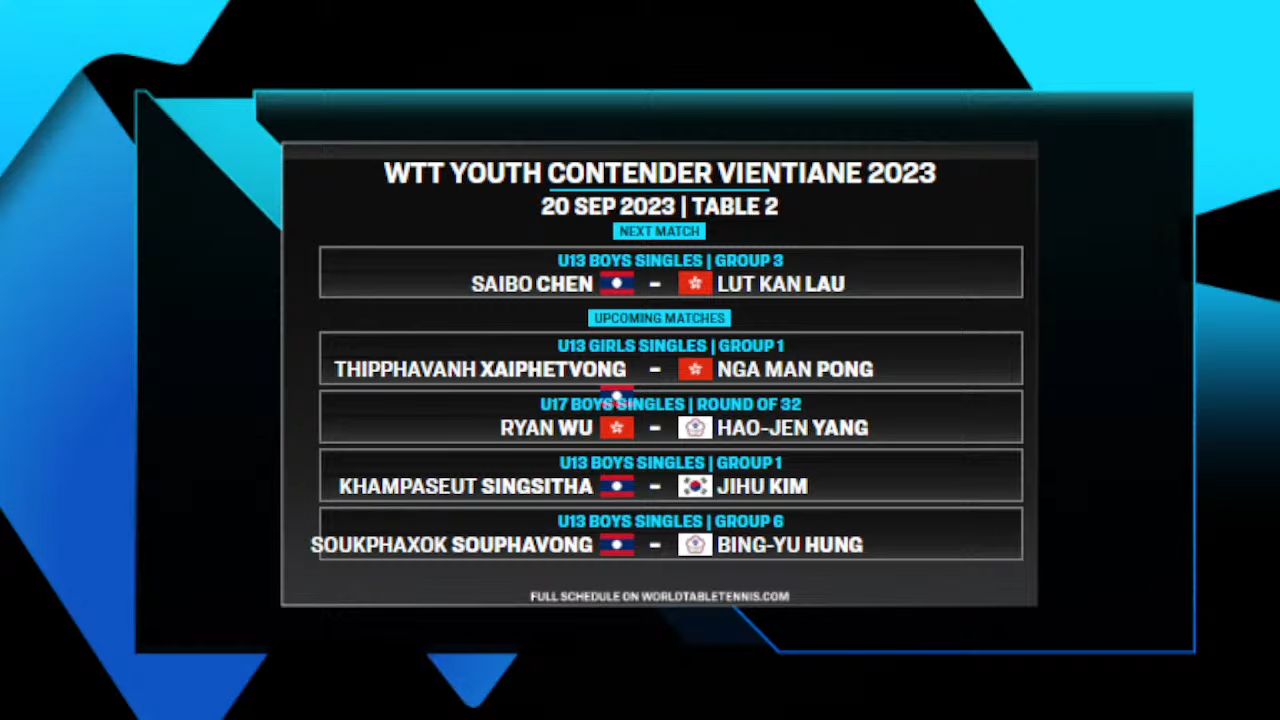 WTT YOUTH CONTENDER VIENTIANE 2023
20 SEP 2023 | TABLE 2
NEXT MATCH
U13 BOYS SINGLES | GROUP 3
SAIBO CHEN - LUT KAN LAU
UPCOMING MATCHES
U13 GIRLS SINGLES | GROUP 1
THIPPHAVANH XAIPHETVONG - NGA MAN PONG
U17 BOYS SINGLES | ROUND OF 32
RYAN WU - HAO-JEN YANG
U13 BOYS SINGLES | GROUP 1
KHAMPASEUT SINGSITHA - JIHU KIM
U13 BOYS SINGLES | GROUP 6
SOUKPHAXOK SOUPHAVONG - BING-YU HUNG
FULL SCHEDULE ON WORLDTABLETENNIS.COM